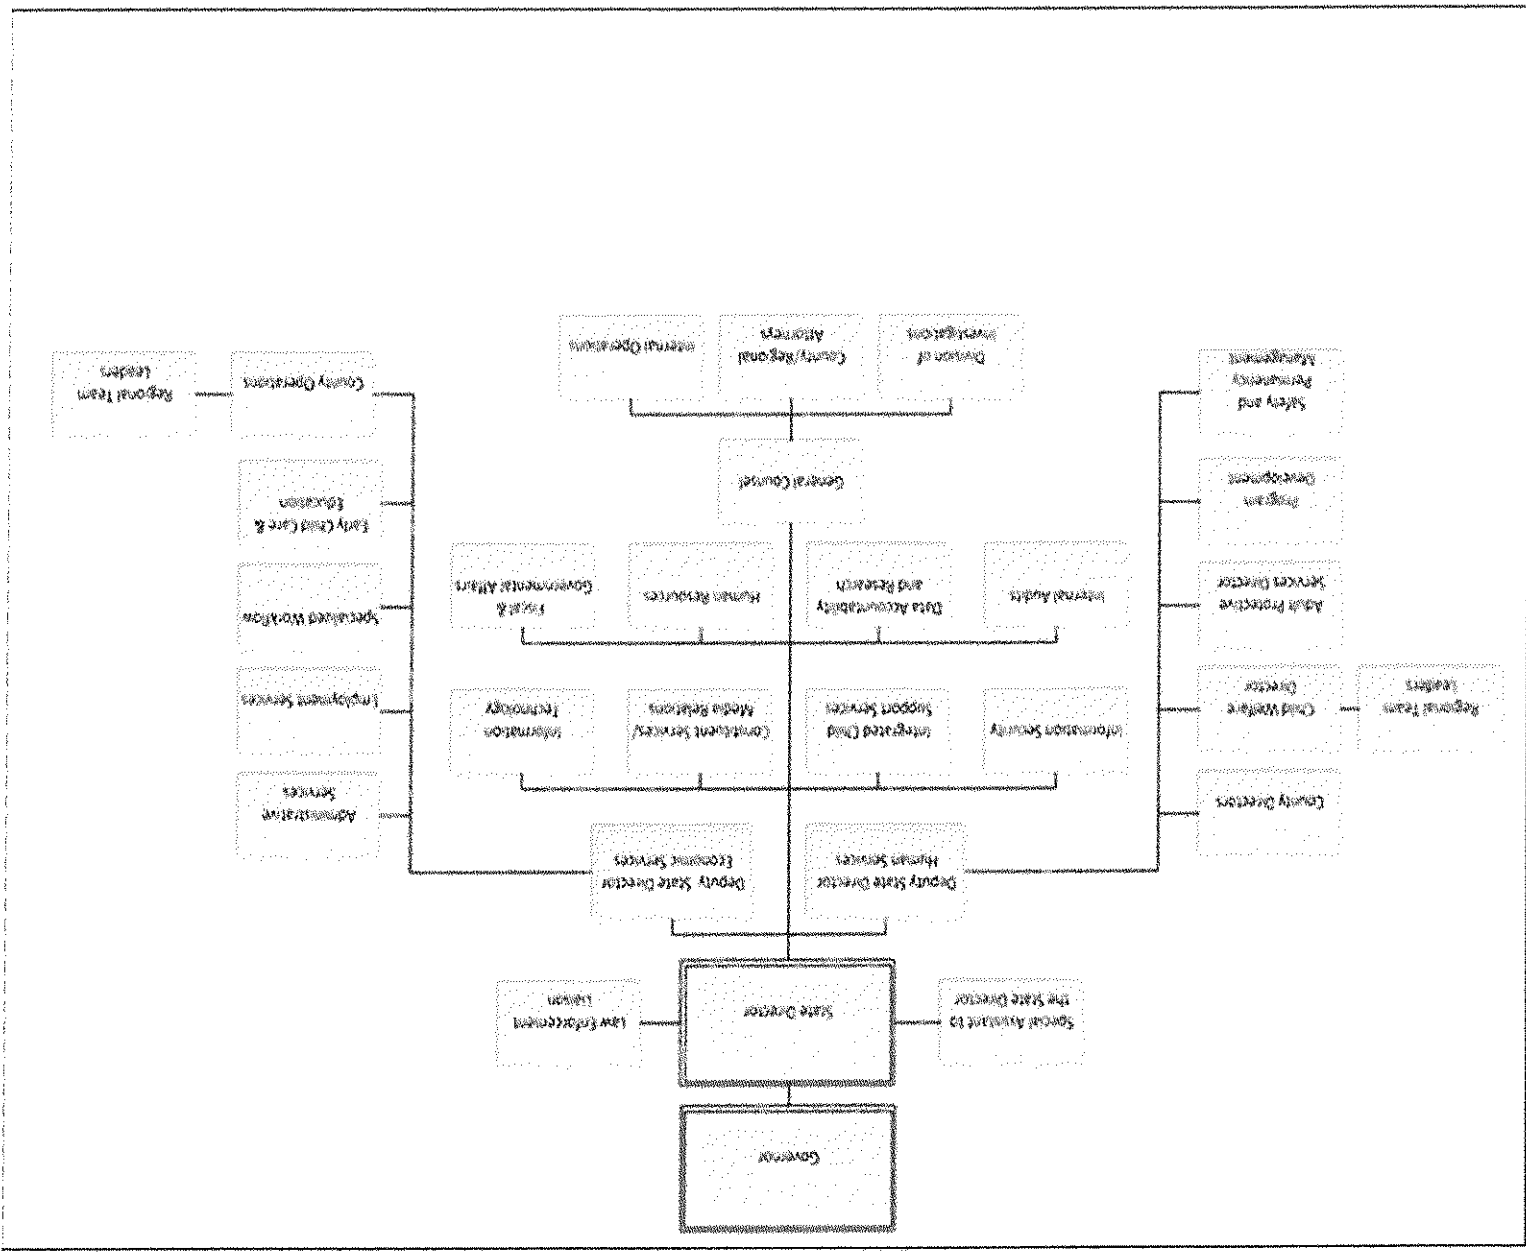 Governor
Special Assistant to
the State Director
State Director
Law Enforcement
Liaison
Deputy State Director
Human Services
Deputy State Director
Economic Services
County Directors
Administrative
Services
Regional Team
Leaders
Child Welfare
Director
Information Security
Integrated Child
Support Services
Constituent Services/
Media Relations
Information
Technology
Employment Services
Adult Protective
Services Director
Internal Audits
Data Accountability
and Research
Human Resources
Fiscal &
Governmental Affairs
Specialized Workflow
Program
Development
General Counsel
Early Child Care &
Education
Safety and
Permanency
Management
Division of
Investigations
County/Regional
Attorneys
Internal Operations
County Operations
Regional Team
Leaders